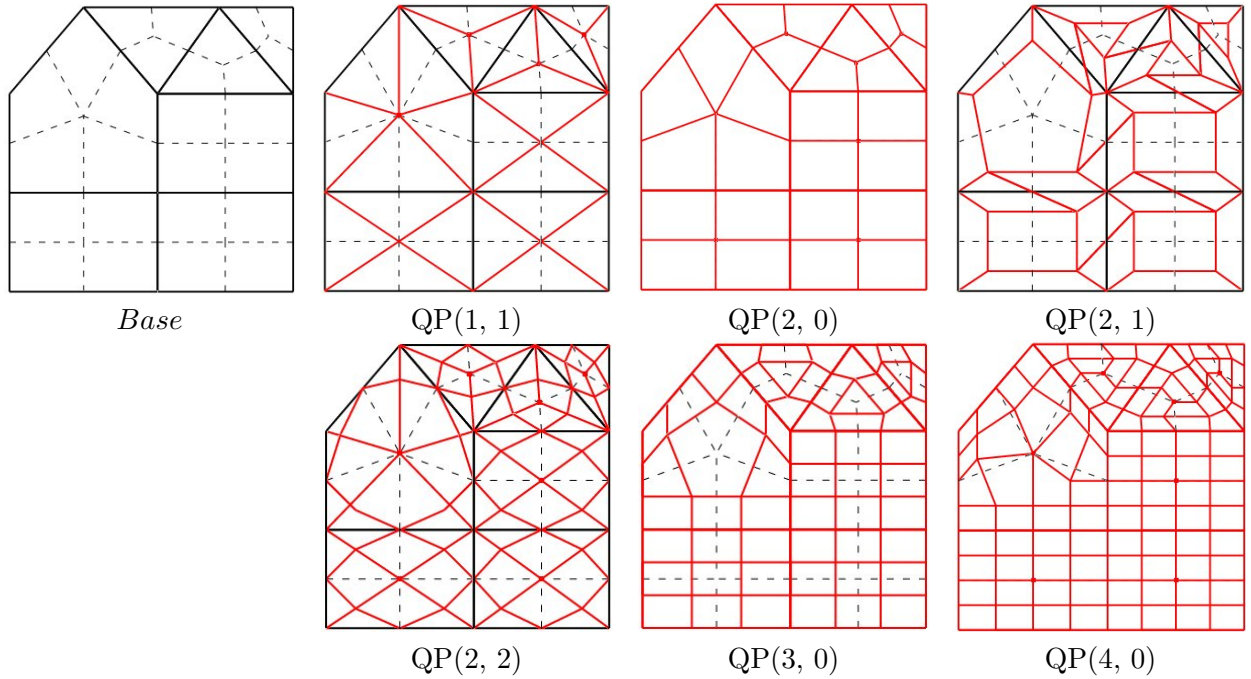 Base
QP(1, 1)
QP(2, 0)
QP(2, 1)
QP(2, 2)
QP(3, 0)
QP(4, 0)